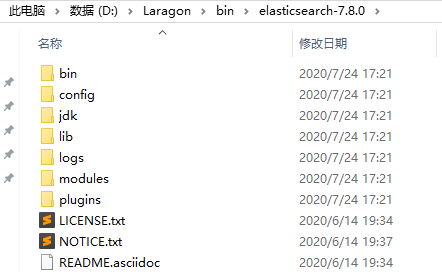 此电脑 › 数据 (D:) › Laragon › bin › elasticsearch-7.8.0 ›
名称 修改日期
bin 2020/7/24 17:21
config 2020/7/24 17:21
jdk 2020/7/24 17:21
lib 2020/7/24 17:21
logs 2020/7/24 17:21
modules 2020/7/24 17:21
plugins 2020/7/24 17:21
LICENSE.txt 2020/6/14 19:34
NOTICE.txt 2020/6/14 19:37
README.asciidoc 2020/6/14 19:34